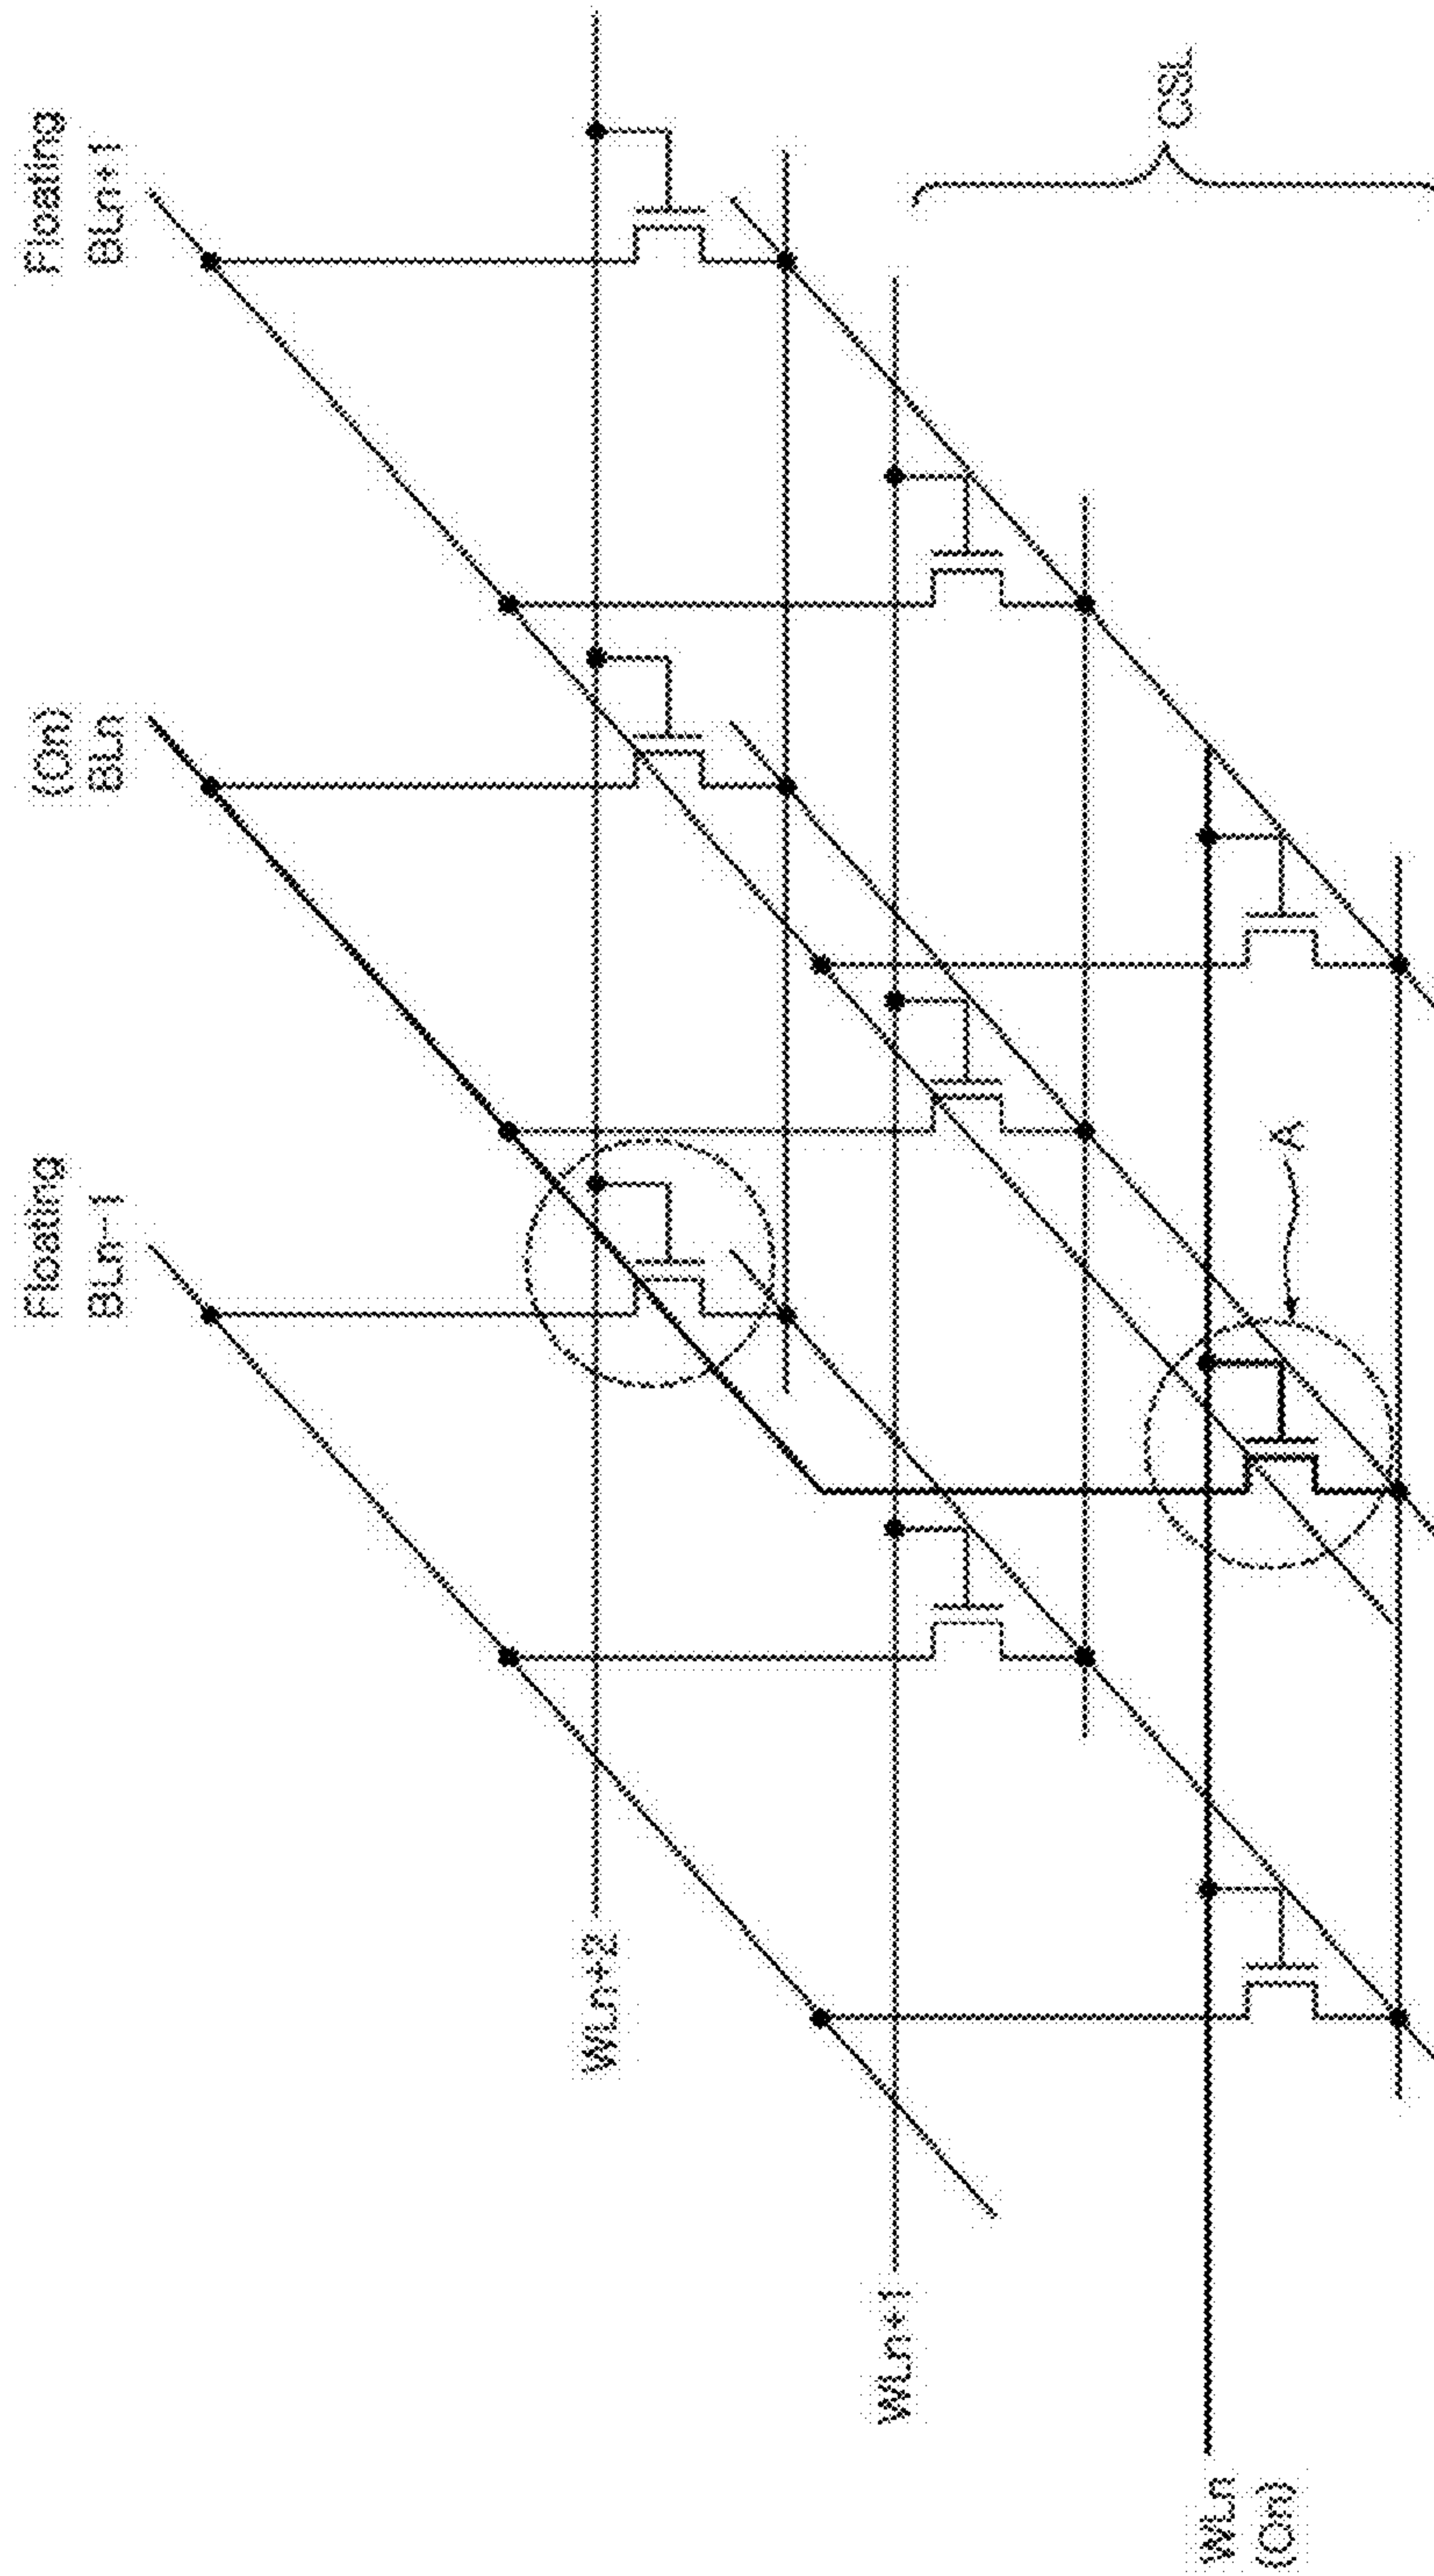 Floating
BLn-1
(On)
BLn
Floating
BLn+1
WLn+2
WLn+1
WLn
(On)
A
CSL